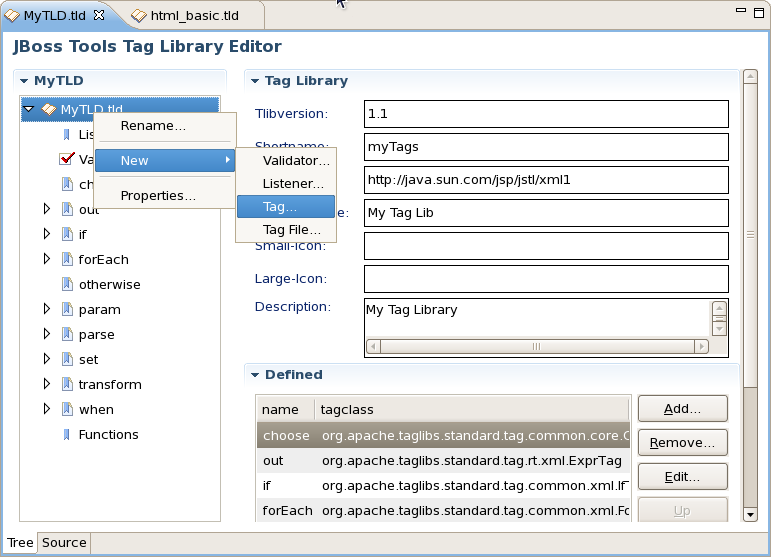 MyTLD.tld
html_basic.tld
JBoss Tools Tag Library Editor
MyTLD
MyTLD.tld
Rename...
New
Properties...
Validator...
Listener...
Tag...
Tag File...
out
if
forEach
otherwise
param
parse
set
transform
when
Functions
Tag Library
Tlibversion: 1.1
Shortname: myTags
http://java.sun.com/jsp/jstl/xml1
My Tag Lib
Small-Icon:
Large-Icon:
Description: My Tag Library
Defined
name tagclass
choose org.apache.taglibs.standard.tag.common.core.
out org.apache.taglibs.standard.tag.rt.xml.ExprTag
if org.apache.taglibs.standard.tag.common.xml.If
forEach org.apache.taglibs.standard.tag.common.xml.Fo
Add...
Remove...
Edit...
Up
Tree Source